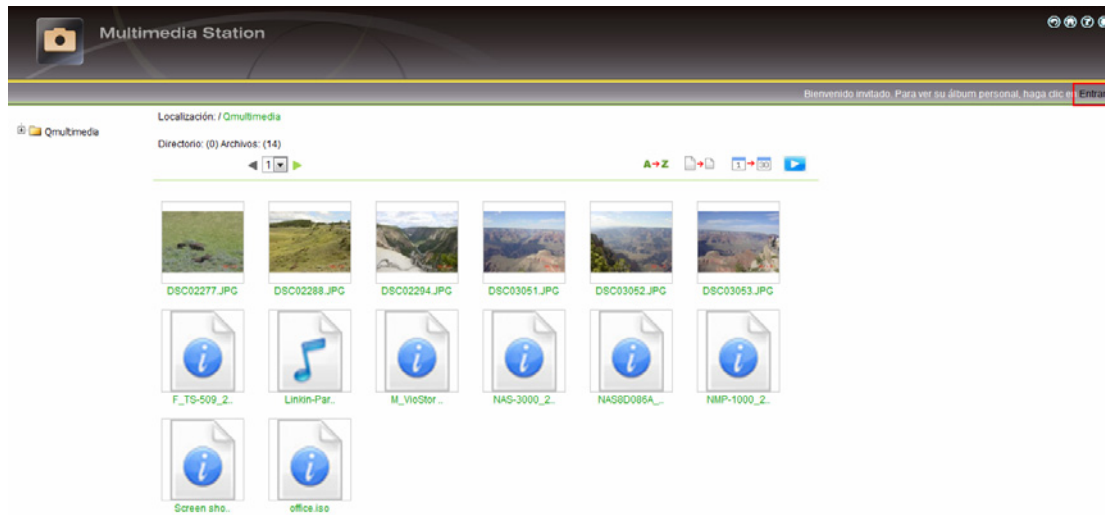 Multimedia Station
Bienvenido invitado. Para ver su álbum personal, haga clic en Entrar
Qmultimedia
Localización: / Qmultimedia
Directorio: (0) Archivos: (14)
1
A→Z
1 → 30
DSC02277.JPG DSC02288.JPG DSC02294.JPG DSC03051.JPG DSC03052.JPG DSC03053.JPG
F_TS-509_2.. Linkin-Par.. M_VioStor .. NAS-3000_2.. NAS8D086A_.. NMP-1000_2..
Screen sho.. office.iso